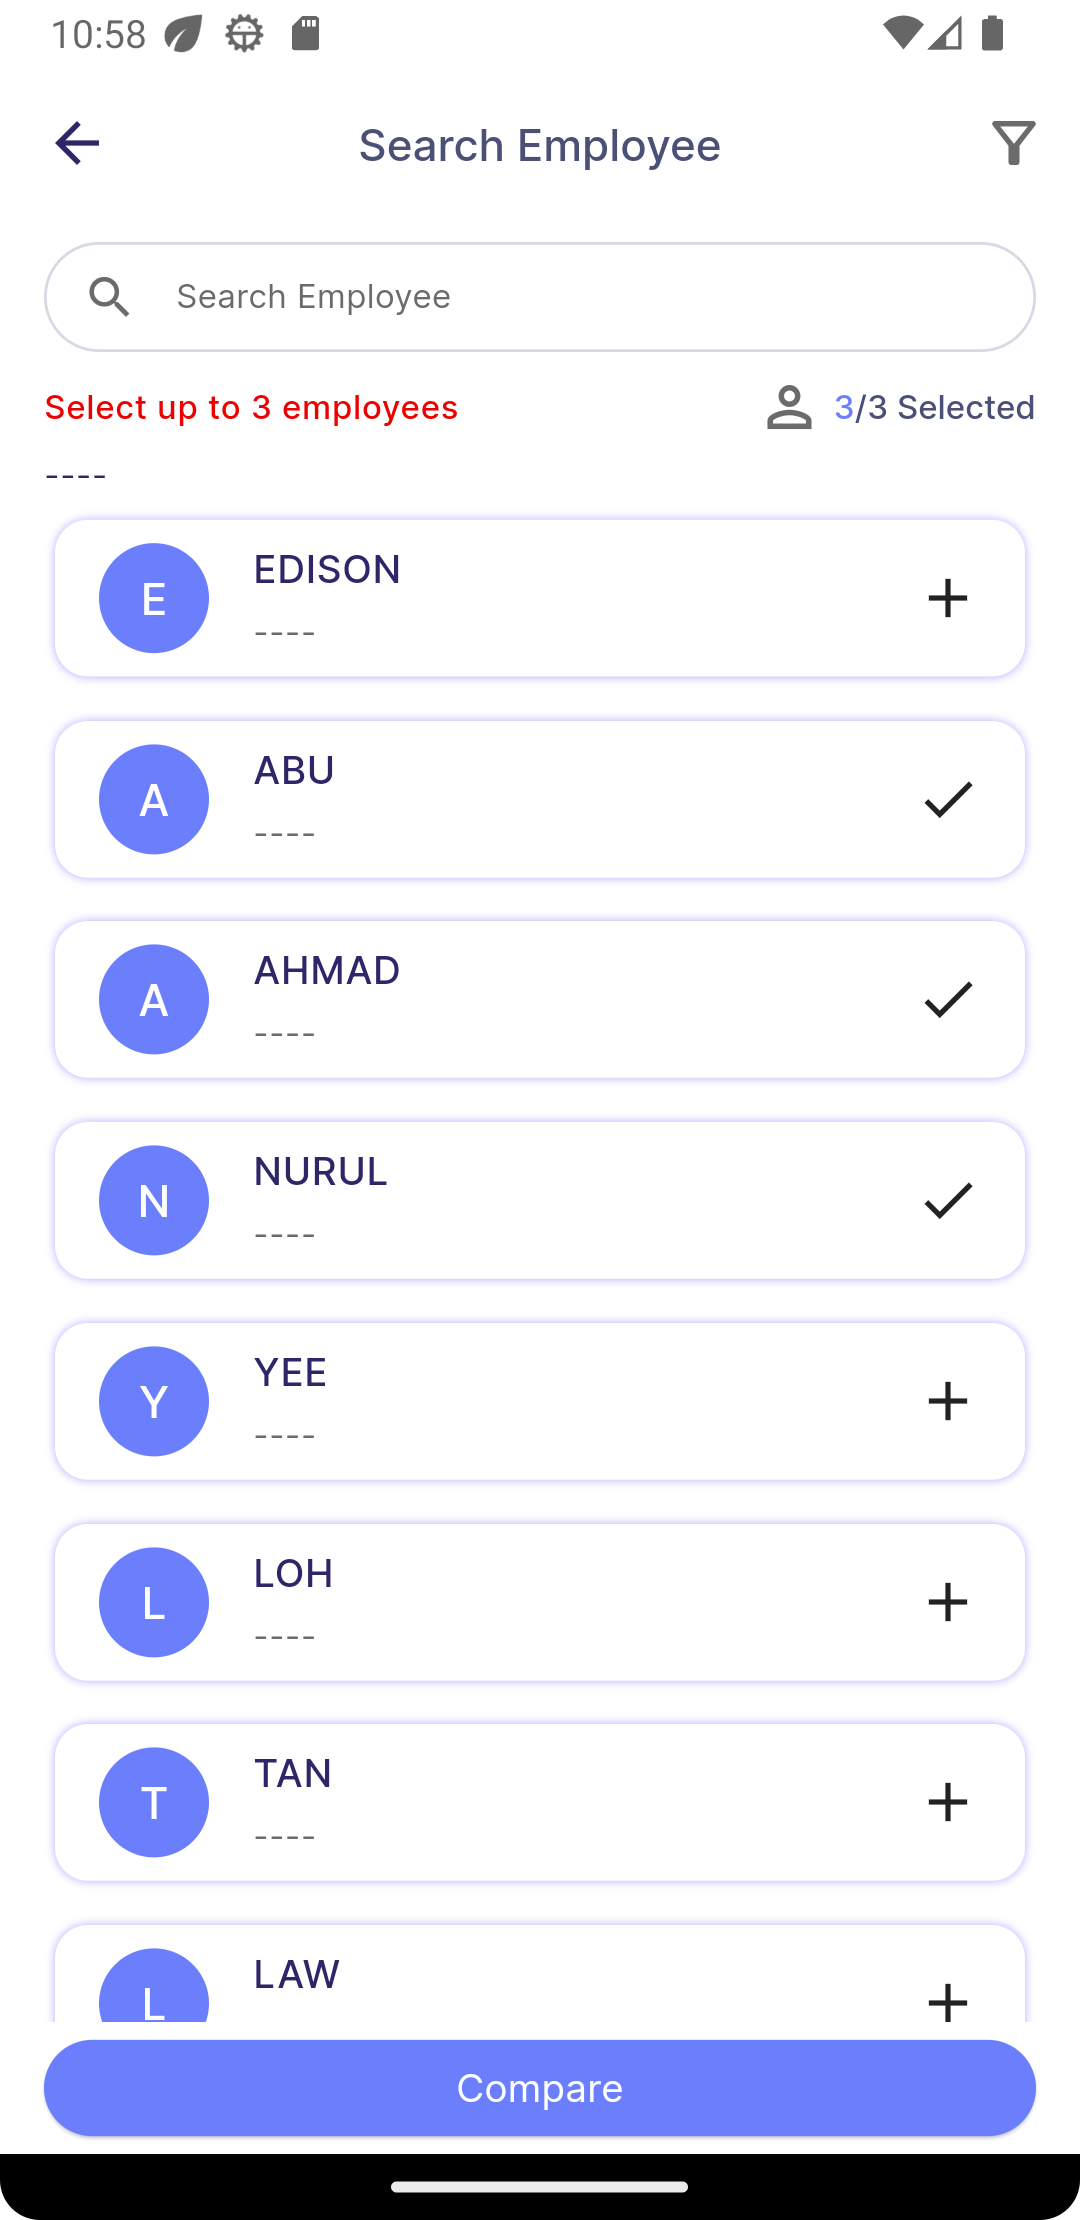 10:58
Search Employee
Search Employee
Select up to 3 employees 3/3 Selected
----
E EDISON
----
A ABU
----
A AHMAD
----
N NURUL
----
Y YEE
----
L LOH
----
T TAN
----
L LAW
Compare